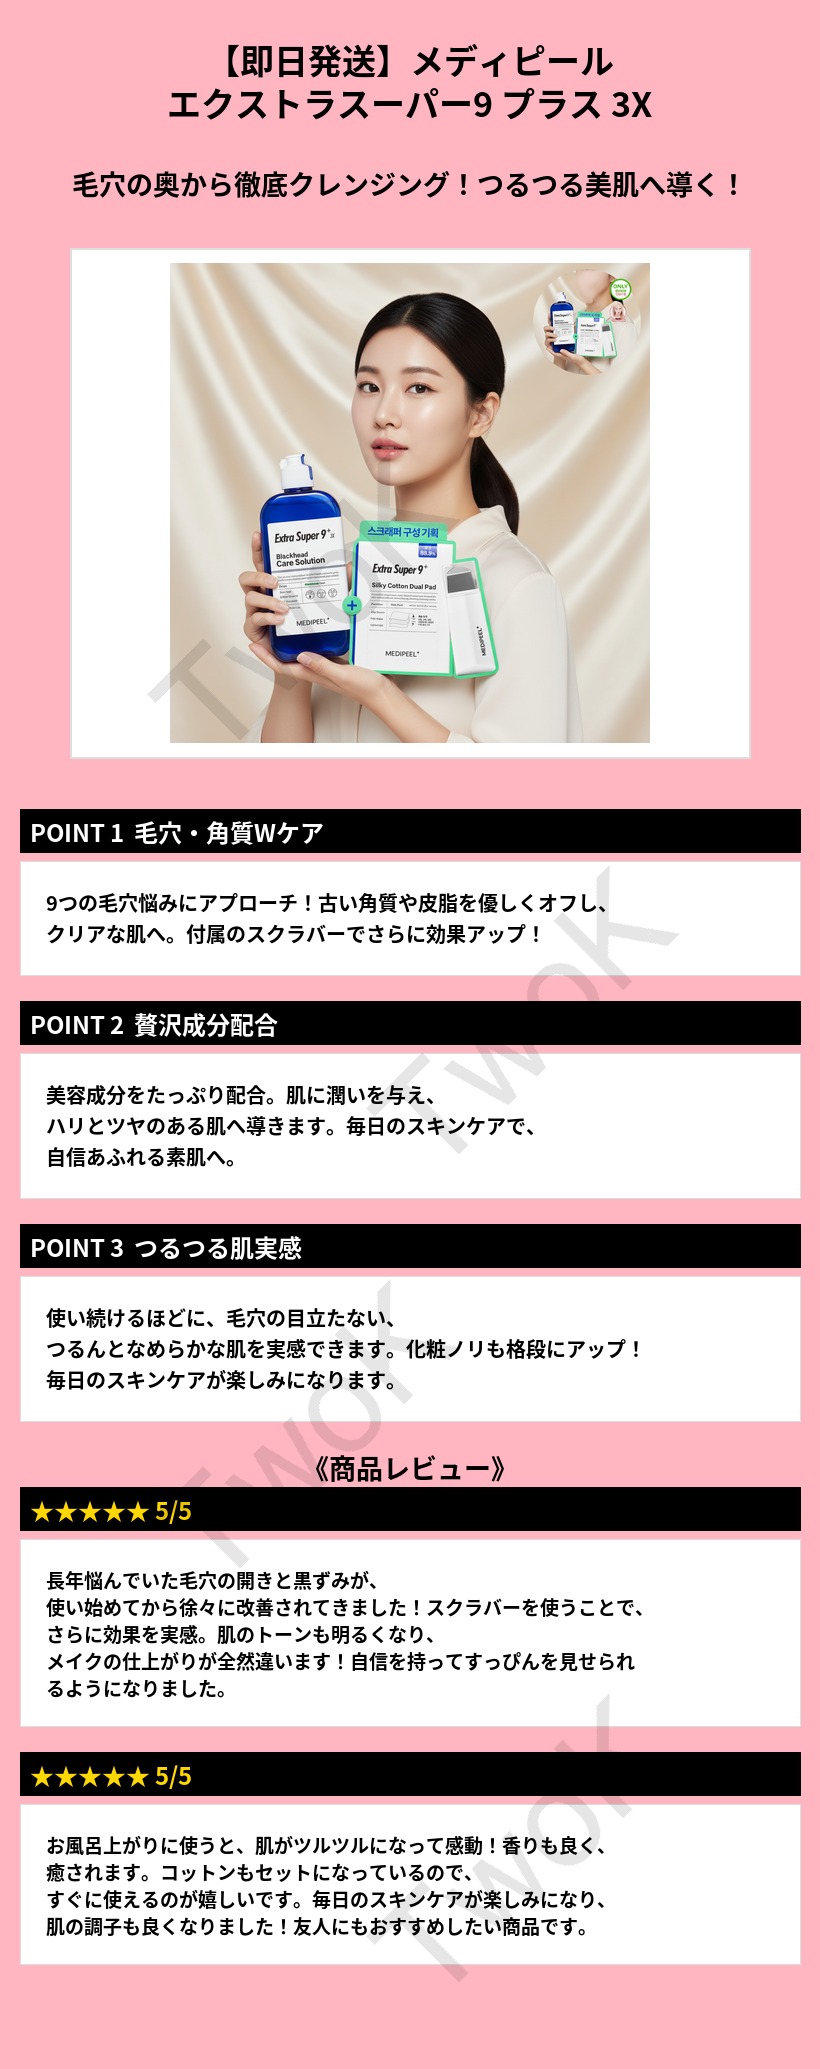 【即日発送】メディピール
エクストラスーパー9 プラス 3X
毛穴の奥から徹底クレンジング！つるつる美肌へ導く！
ONLY
Extra Super 9+
Blackhead
Care Solution
MEDIPEEL+
스크래퍼 구성 기획
Extra Super 9+
Silky Cotton Dual Pad
MEDIPEEL+
MEDIPEEL+
TwoK
POINT 1 毛穴・角質Wケア
9つの毛穴悩みにアプローチ！古い角質や皮脂を優しくオフし、
クリアな肌へ。付属のスクラバーでさらに効果アップ！
TwoK
POINT 2 贅沢成分配合
美容成分をたっぷり配合。肌に潤いを与え、
ハリとツヤのある肌へ導きます。毎日のスキンケアで、
自信あふれる素肌へ。
POINT 3 つるつる肌実感
使い続けるほどに、毛穴の目立たない、
つるんとなめらかな肌を実感できます。化粧ノリも格段にアップ！
毎日のスキンケアが楽しみになります。
TwoK
《商品レビュー》
★★★★★ 5/5
長年悩んでいた毛穴の開きと黒ずみが、
使い始めてから徐々に改善されてきました！スクラバーを使うことで、
さらに効果を実感。肌のトーンも明るくなり、
メイクの仕上がりが全然違います！自信を持ってすっぴんを見せられ
るようになりました。
★★★★★ 5/5
お風呂上がりに使うと、肌がツルツルになって感動！香りも良く、
癒されます。コットンもセットになっているので、
すぐに使えるのが嬉しいです。毎日のスキンケアが楽しみになり、
肌の調子も良くなりました！友人にもおすすめしたい商品です。
TwoK